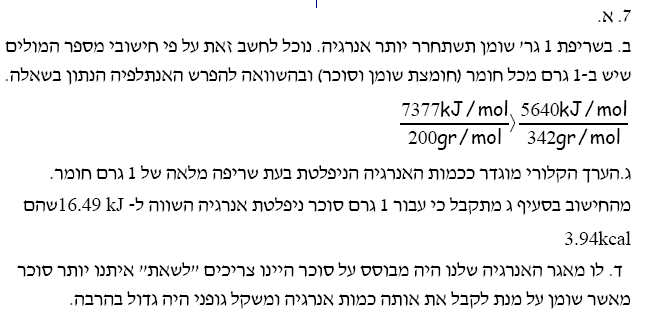 7. א.
ב. בשריפת 1 גר' שומן תשתחרר יותר אנרגיה. נוכל לחשב זאת על פי חישובי מספר המולים
שיש ב-1 גרם מכל חומר (חומצת שומן וסוכר) ובהשוואה להפרש האנתלפיה הנתון בשאלה.
7377kJ/mol / 200gr/mol 〉 5640kJ/mol / 342gr/mol
ג.הערך הקלורי מוגדר ככמות האנרגיה הניפלטת בעת שריפה מלאה של 1 גרם חומר.
מהחישוב בסעיף ג מתקבל כי עבור 1 גרם סוכר ניפלטת אנרגיה השווה ל- 16.49 kJ שהם
3.94kcal
ד. לו מאגר האנרגיה שלנו היה מבוסס על סוכר היינו צריכים "לשאת" איתנו יותר סוכר
מאשר שומן על מנת לקבל את אותה כמות אנרגיה ומשקל גופני היה גדול בהרבה.